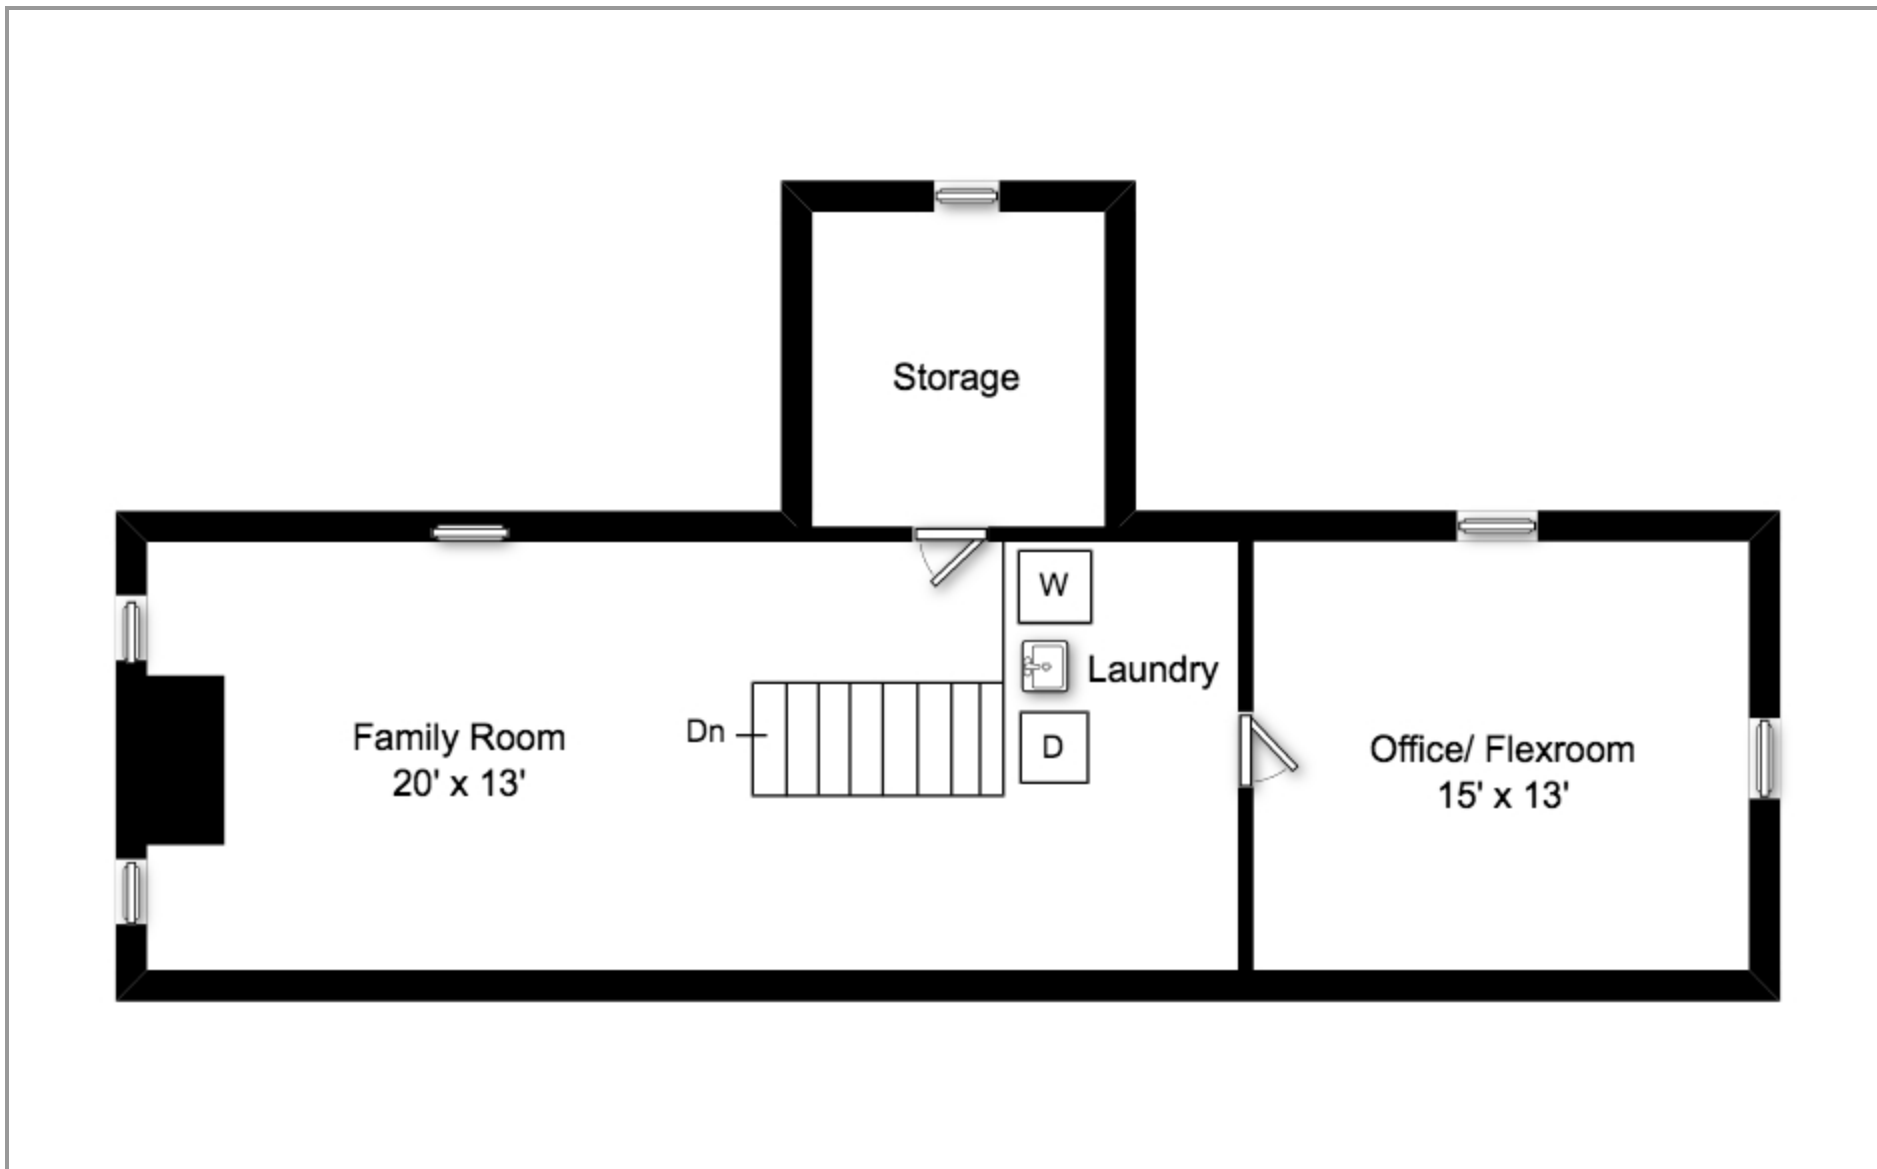 Storage
W
Laundry
D
Dn
Family Room
20' x 13'
Office/ Flexroom
15' x 13'